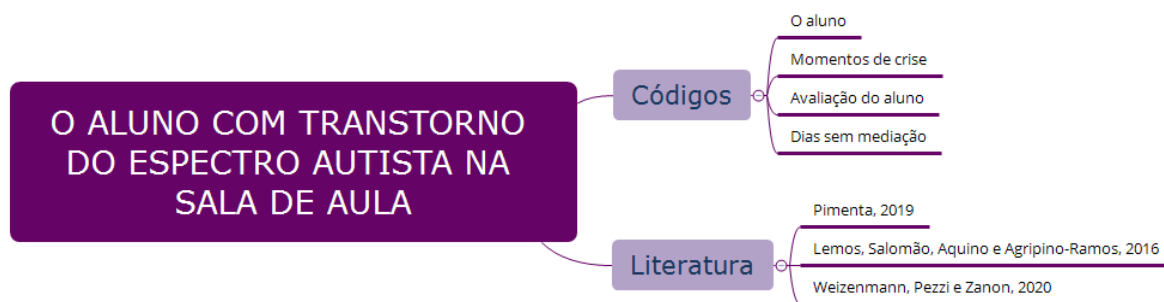 O ALUNO COM TRANSTORNO
DO ESPECTRO AUTISTA NA
SALA DE AULA
Códigos
O aluno
Momentos de crise
Avaliação do aluno
Dias sem mediação
Literatura
Pimenta, 2019
Lemos, Salomão, Aquino e Agripino-Ramos, 2016
Weizenmann, Pezzi e Zanon, 2020